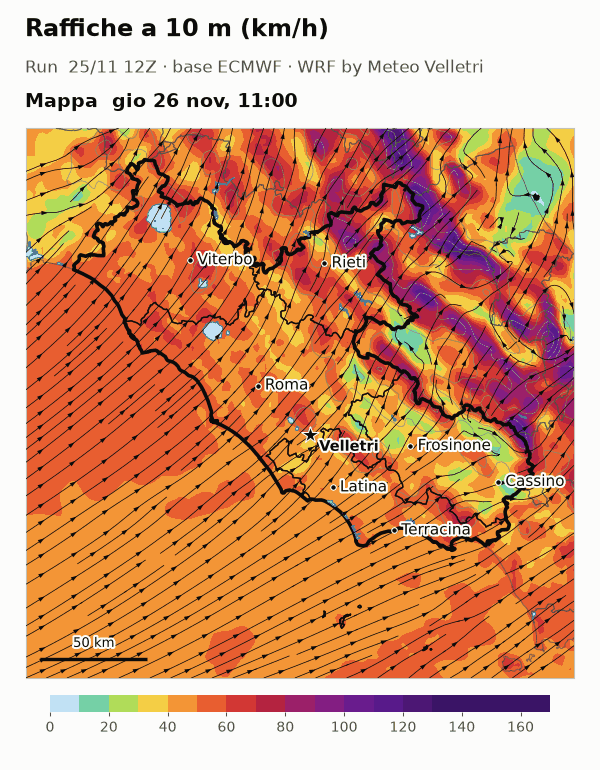 Raffiche a 10 m (km/h)
Run  25/11 12Z · base ECMWF · WRF by Meteo Velletri
Mappa  gio 26 nov, 11:00
Viterbo
Rieti
Roma
Velletri
Frosinone
Latina
Cassino
Terracina
50 km
0 20 40 60 80 100 120 140 160